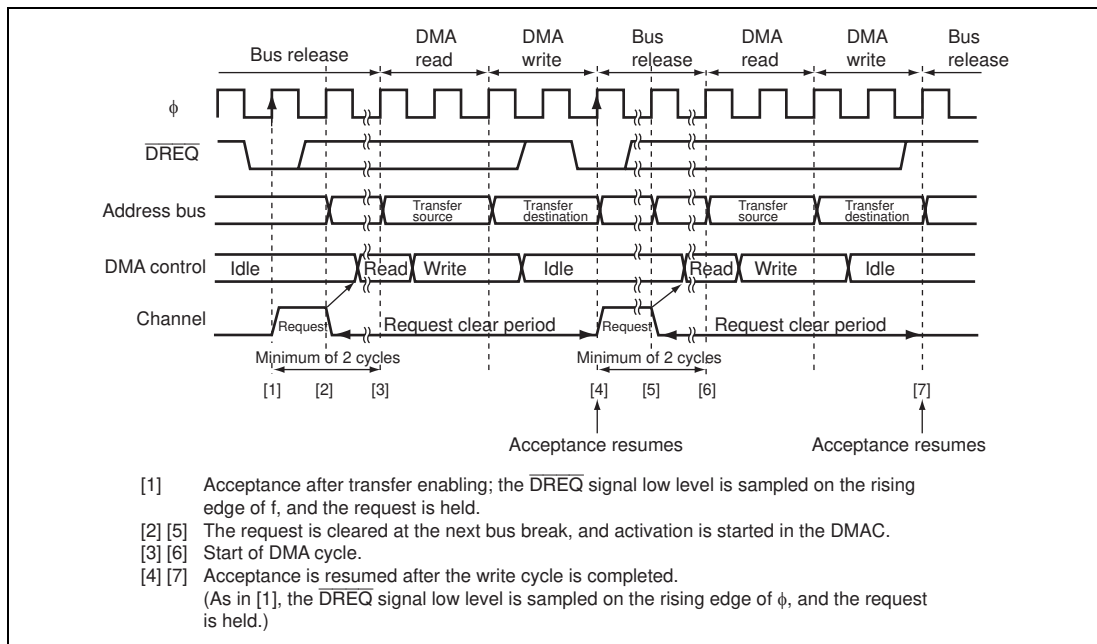 Bus release DMA read DMA write Bus release DMA read DMA write Bus release
ϕ
DREQ
Address bus Transfer source Transfer destination Transfer source Transfer destination
DMA control Idle Read Write Idle Read Write Idle
Channel Request Request clear period Request Request clear period
Minimum of 2 cycles Minimum of 2 cycles
[1] [2] [3] [4] [5] [6] [7]
Acceptance resumes Acceptance resumes
[1] Acceptance after transfer enabling; the DREQ signal low level is sampled on the rising
edge of f, and the request is held.
[2] [5] The request is cleared at the next bus break, and activation is started in the DMAC.
[3] [6] Start of DMA cycle.
[4] [7] Acceptance is resumed after the write cycle is completed.
(As in [1], the DREQ signal low level is sampled on the rising edge of ϕ, and the request
is held.)